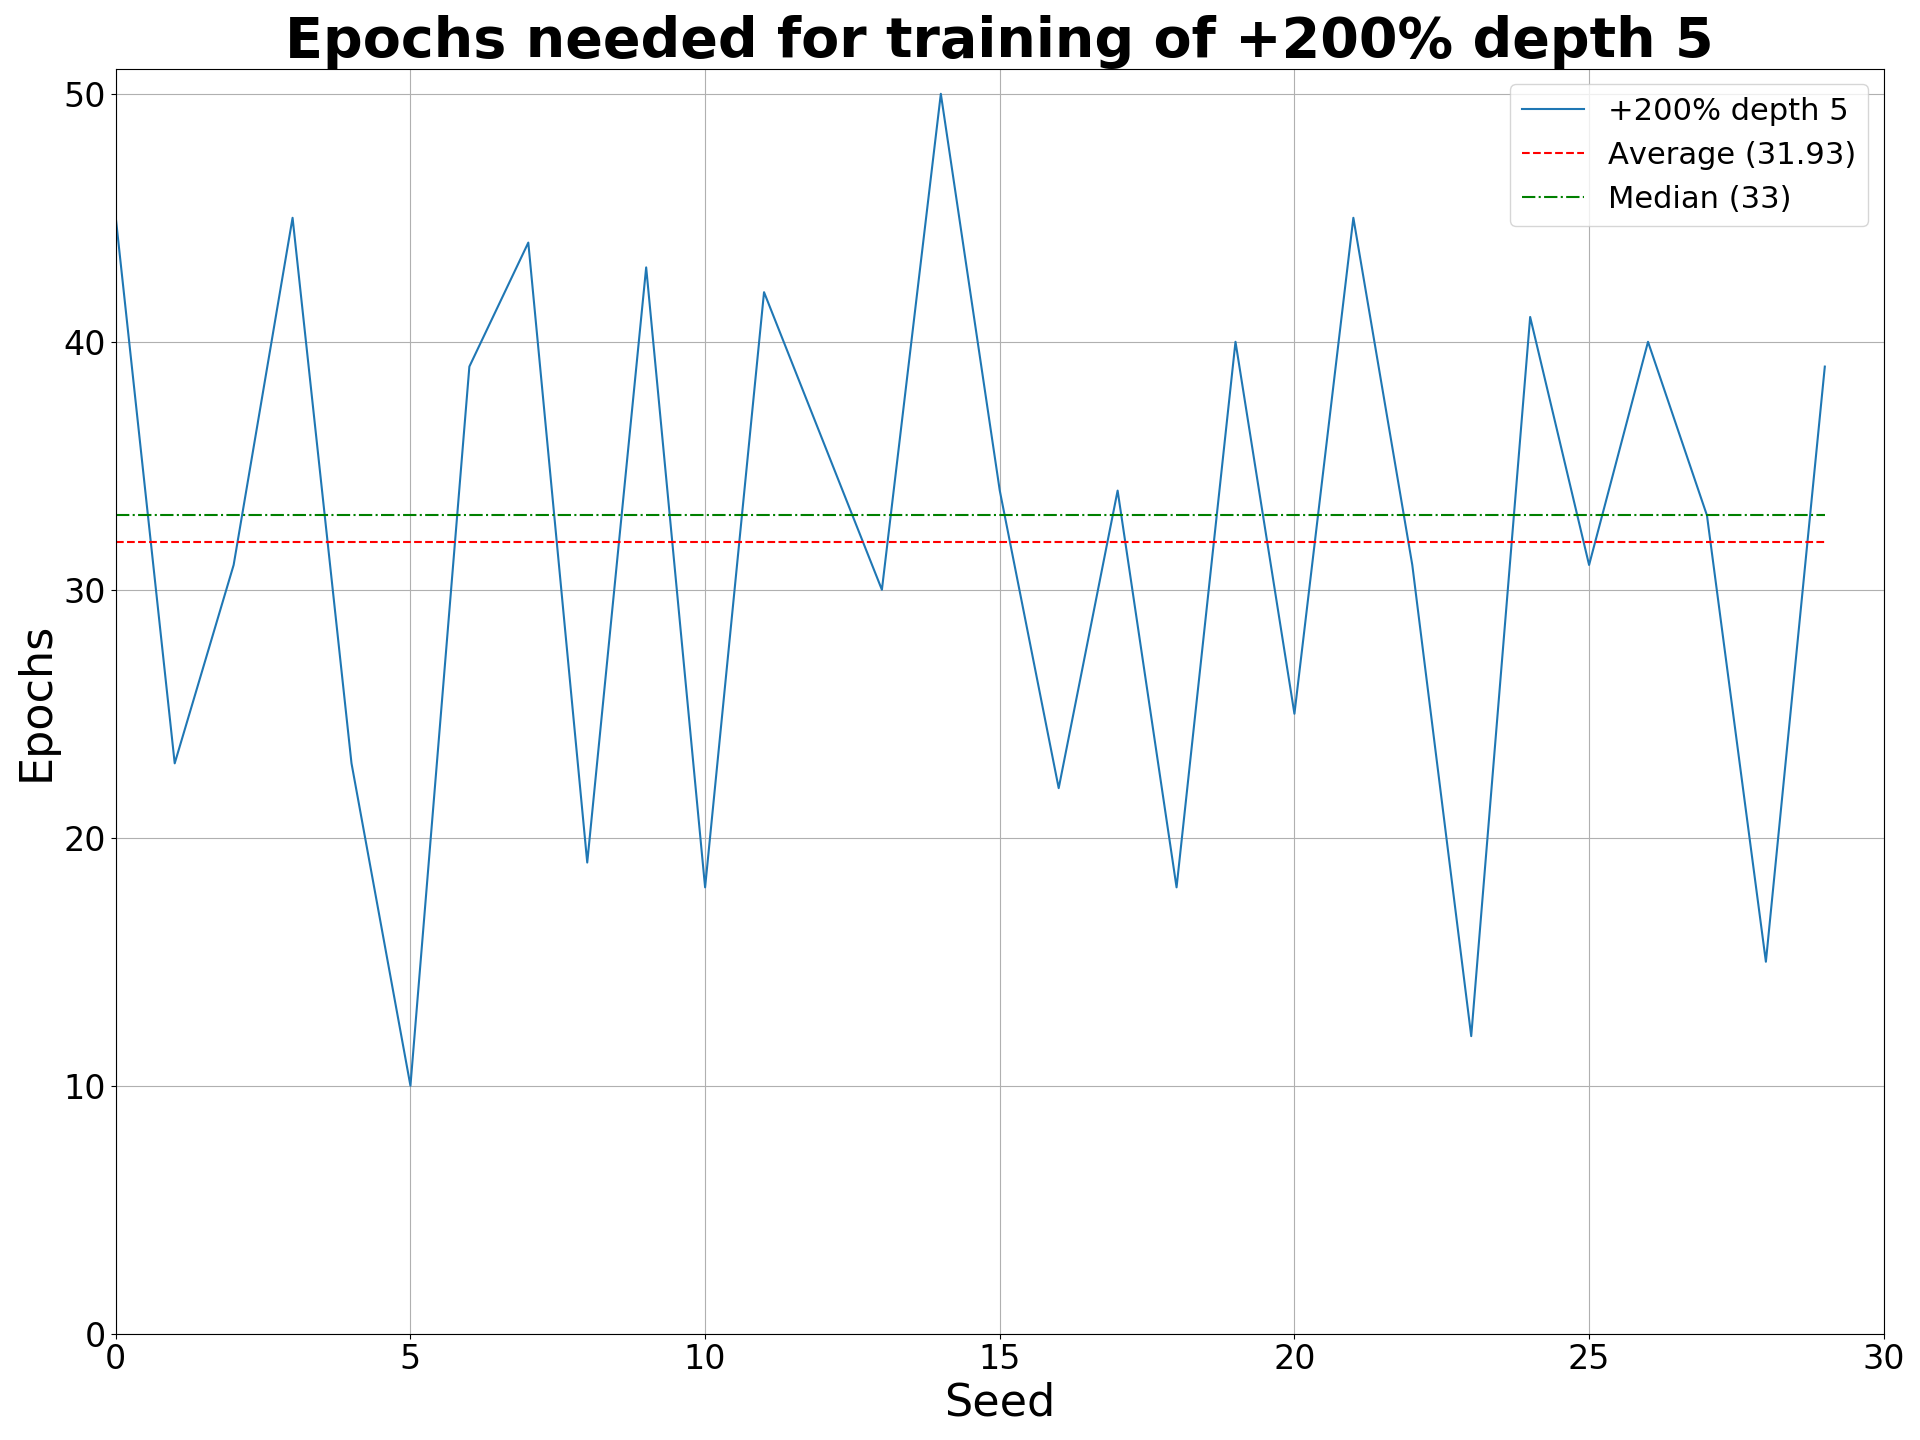 Epochs needed for training of +200% depth 5
+200% depth 5
Average (31.93)
Median (33)
50
40
30
20
10
0
Epochs
0 5 10 15 20 25 30
Seed